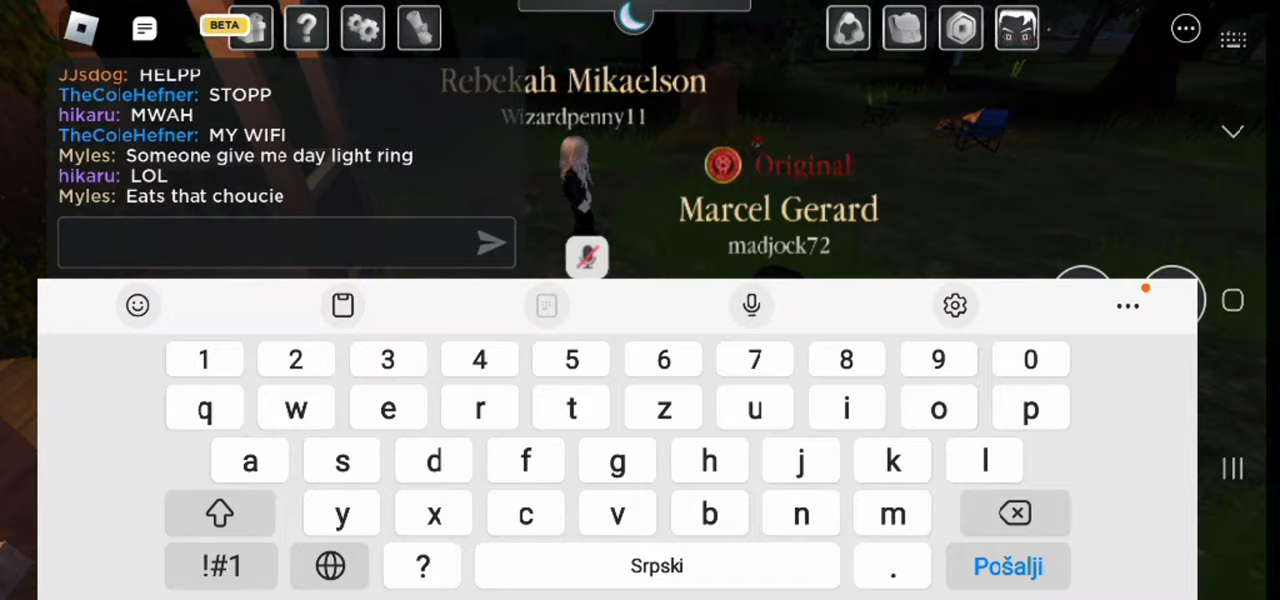 BETA
JJsdog: HELPP
TheColeHefner: STOPP
hikaru: MWAH
TheColeHefner: MY WIFI
Myles: Someone give me day light ring
hikaru: LOL
Myles: Eats that choucie
Rebekah Mikaelson
Wizardpenny11
Original
Marcel Gerard
madjock72
1 2 3 4 5 6 7 8 9 0
q w e r t z u i o p
a s d f g h j k l
y x c v b n m
!#1 ? Srpski . Pošalji